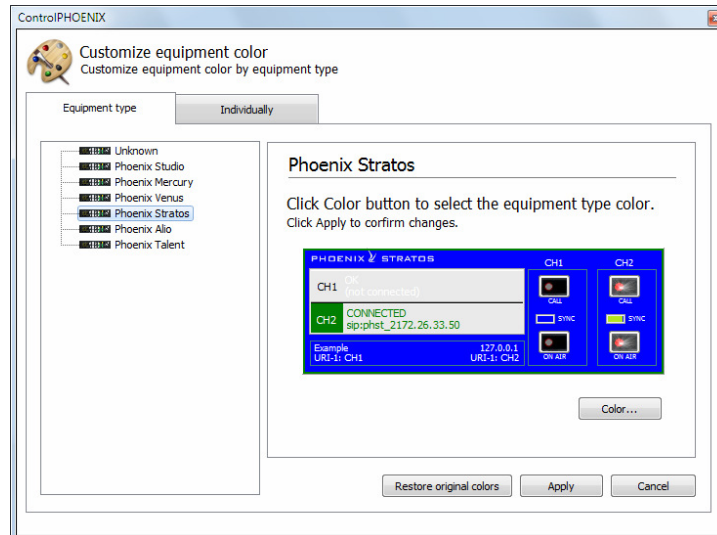 ControlPHOENIX
Customize equipment color
Customize equipment color by equipment type
Equipment type
Individually
Unknown
Phoenix Studio
Phoenix Mercury
Phoenix Venus
Phoenix Stratos
Phoenix Alio
Phoenix Talent
Phoenix Stratos
Click Color button to select the equipment type color.
Click Apply to confirm changes.
PHOENIX STRATOS
CH1
CH2
CH1
OK
(not connected)
CH2
CONNECTED
sip:phst_2172.26.33.50
CALL
CALL
SYNC
SYNC
Example 127.0.0.1
URI-1: CH1 URI-1: CH2
ON AIR
ON AIR
Color...
Restore original colors
Apply
Cancel